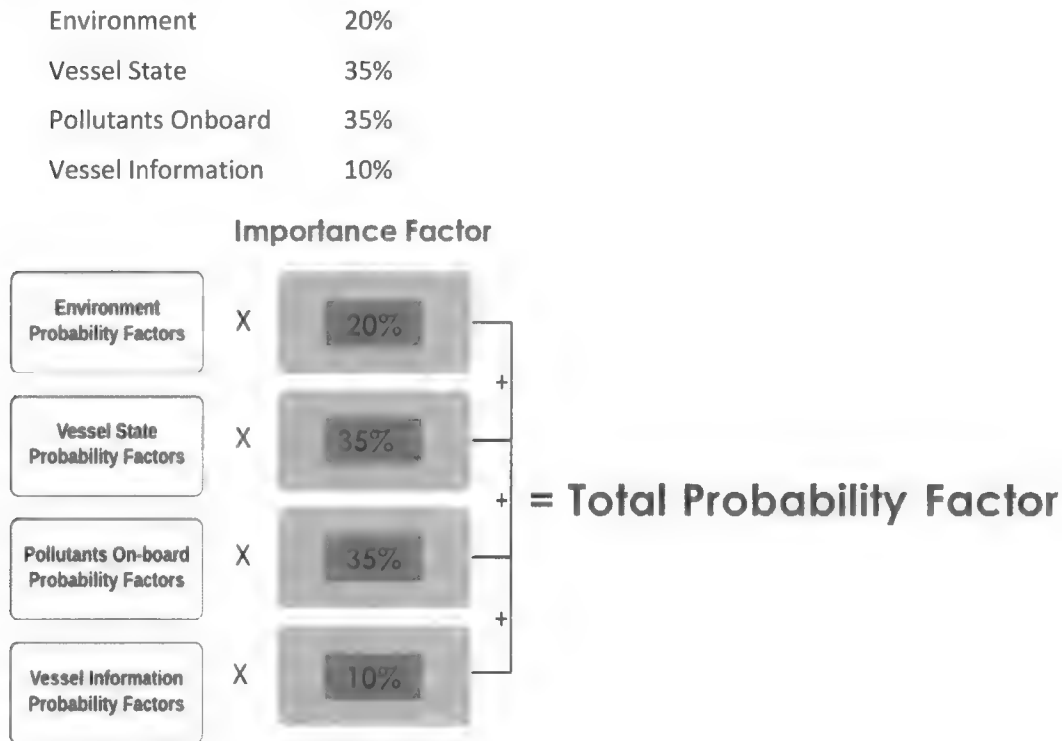 Environment 20%
Vessel State 35%
Pollutants Onboard 35%
Vessel Information 10%
Importance Factor
Environment
Probability Factors
X
20%
+
Vessel State
Probability Factors
X
35%
+
= Total Probability Factor
Pollutants On-board
Probability Factors
X
35%
+
Vessel Information
Probability Factors
X
10%